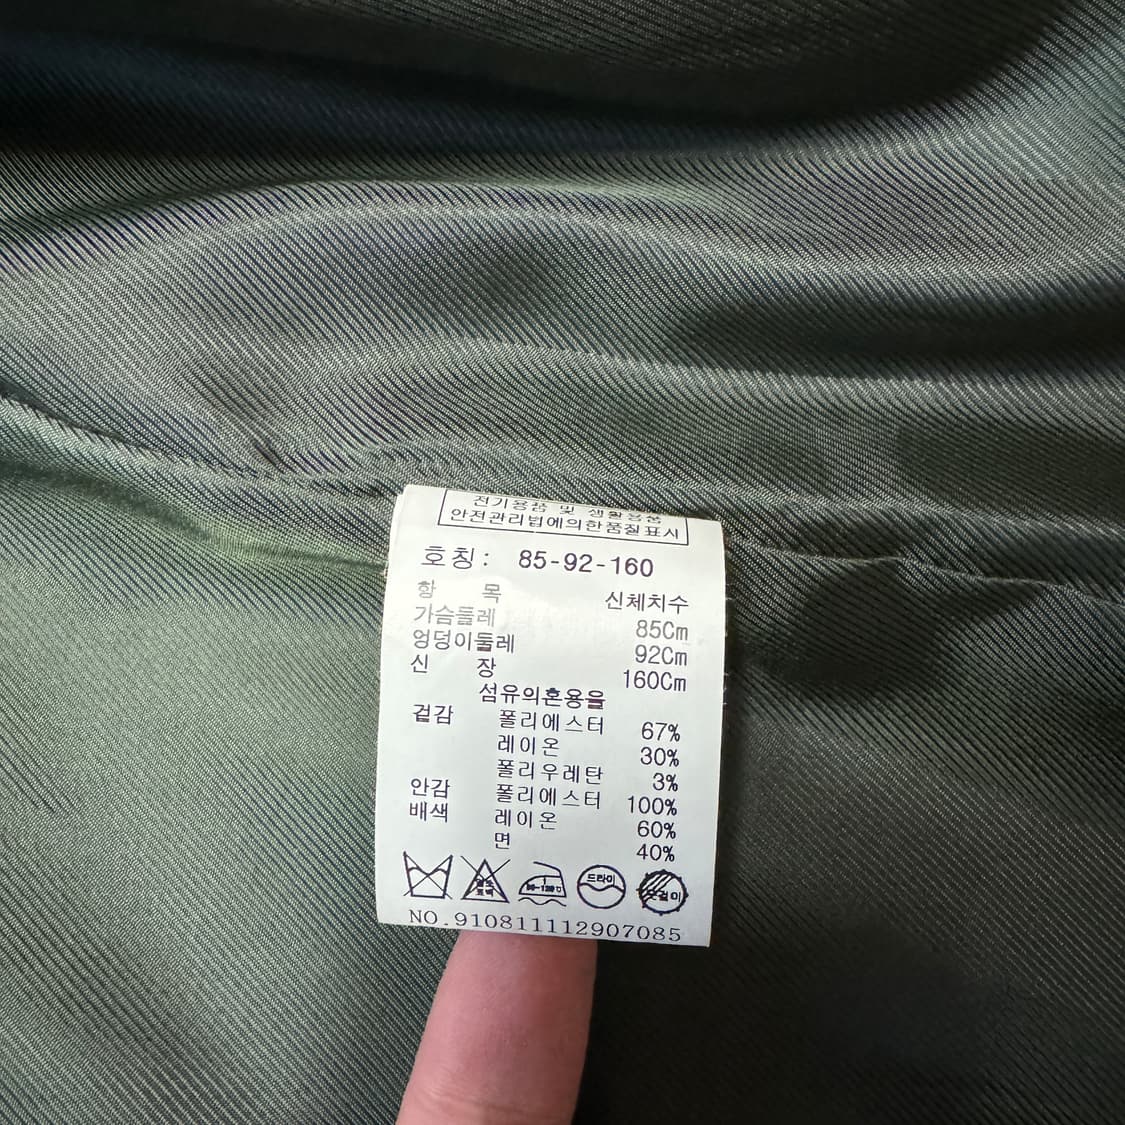 전기용품 및 생활용품
안전관리법에의한품질표시
호칭: 85-92-160
항 목 신체치수
가슴둘레 85Cm
엉덩이둘레 92Cm
신 장 160Cm
섬유의혼용율
겉감 폴리에스터 67%
레이온 30%
폴리우레탄 3%
안감 폴리에스터 100%
배색 레이온 60%
면 40%
드라이
NO.910811112907085